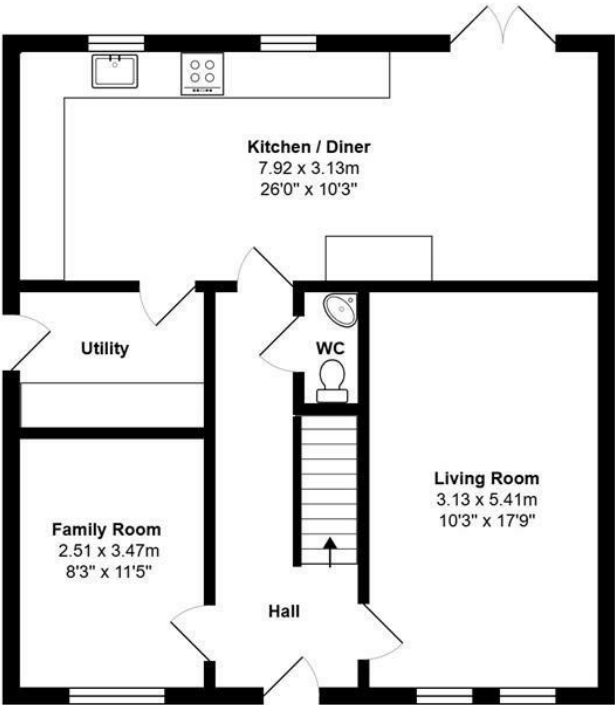 Kitchen / Diner
7.92 x 3.13m
26'0" x 10'3"
Utility
WC
Living Room
3.13 x 5.41m
10'3" x 17'9"
Family Room
2.51 x 3.47m
8'3" x 11'5"
Hall